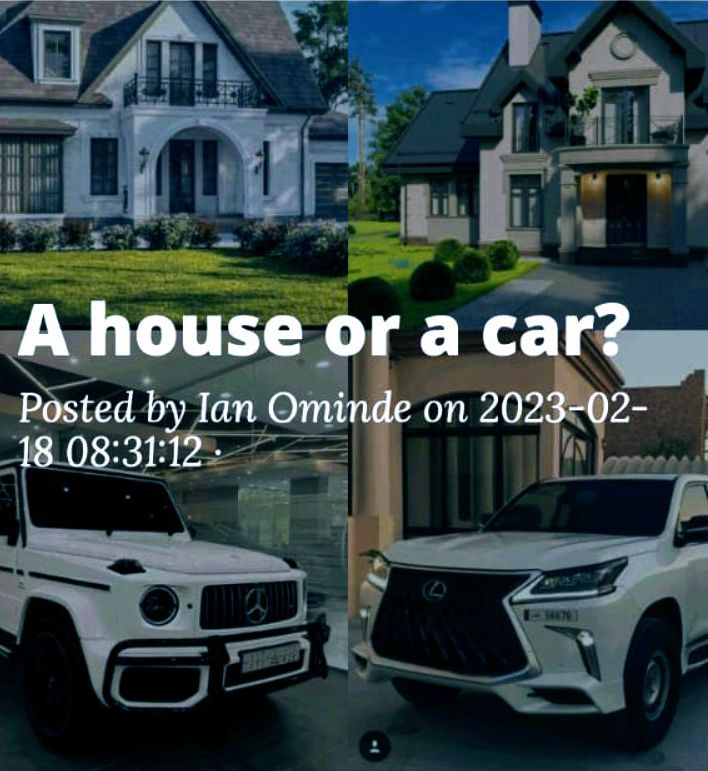 A house or a car?
Posted by Ian Ominde on 2023-02-
18 08:31:12 ·